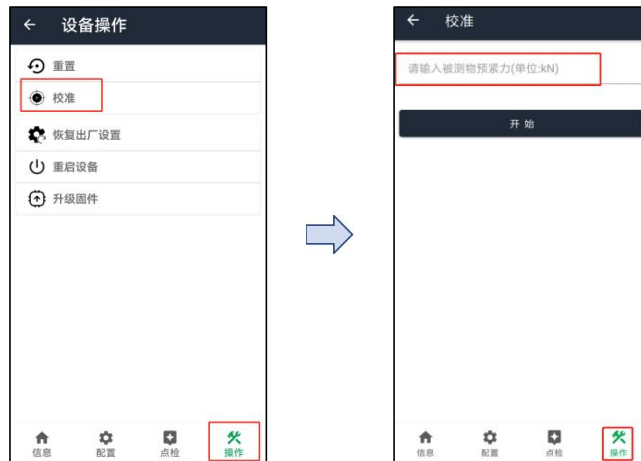 设备操作
重置
校准
恢复出厂设置
重启设备
升级固件
信息 配置 点检 操作
校准
请输入被测物预紧力(单位:kN)
开 始
信息 配置 点检 操作